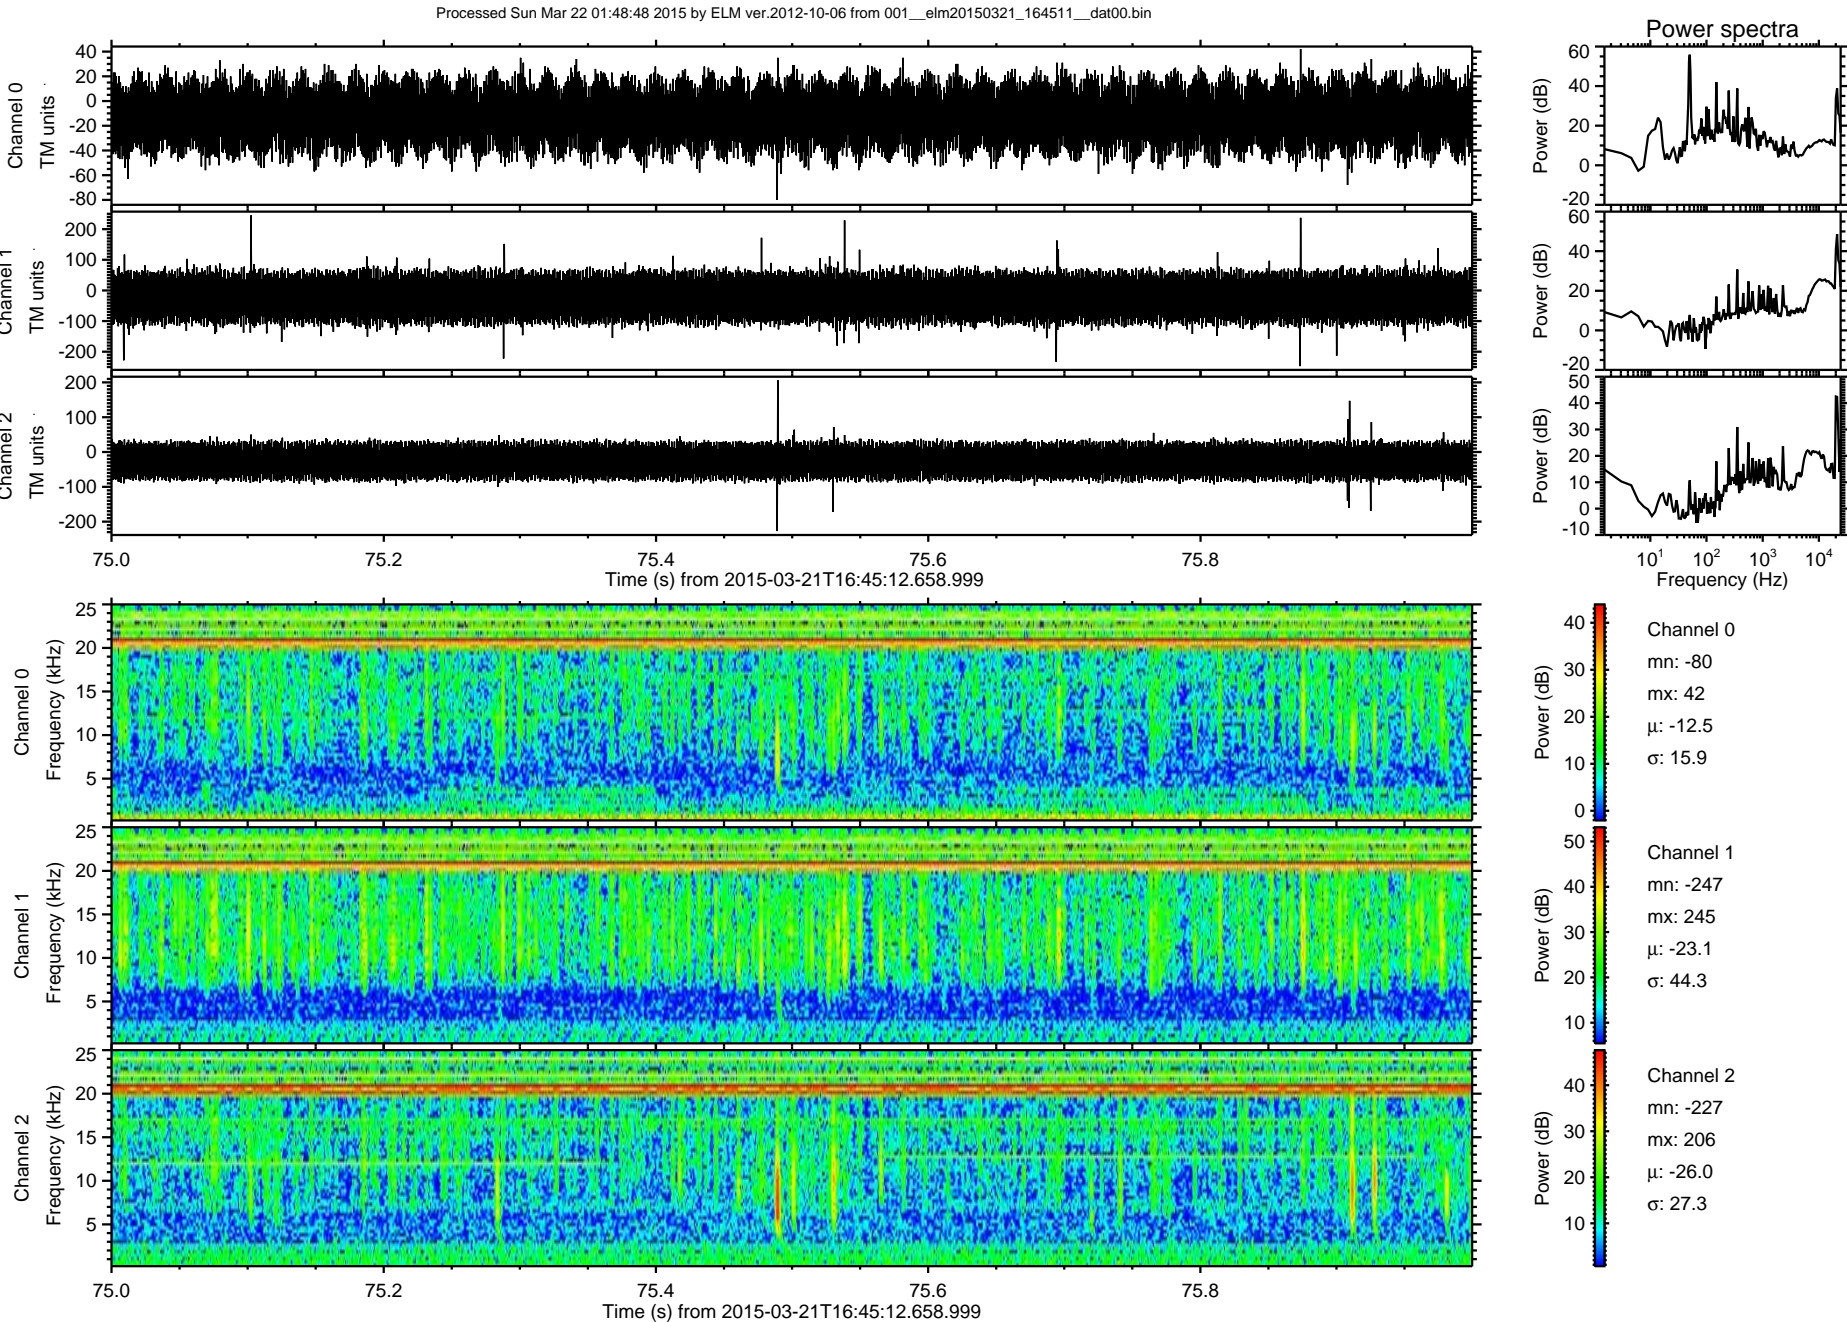 Processed Sun Mar 22 01:48:48 2015 by ELM ver.2012-10-06 from 001__elm20150321_164511__dat00.bin
Power spectra
Channel 0
TM units
40
20
0
-20
-40
-60
-80
Power (dB)
60
40
20
0
-20
Channel 1
TM units
200
100
0
-100
-200
Power (dB)
60
40
20
0
-20
Channel 2
TM units
200
100
0
-100
-200
Power (dB)
50
40
30
20
10
0
-10
75.0 75.2 75.4 75.6 75.8
Time (s) from 2015-03-21T16:45:12.658.999
10¹ 10² 10³ 10⁴
Frequency (Hz)
Channel 0
Frequency (kHz)
25
20
15
10
5
Power (dB)
40
30
20
10
0
Channel 0
mn: -80
mx: 42
μ: -12.5
σ: 15.9
Channel 1
Frequency (kHz)
25
20
15
10
5
Power (dB)
50
40
30
20
10
Channel 1
mn: -247
mx: 245
μ: -23.1
σ: 44.3
Channel 2
Frequency (kHz)
25
20
15
10
5
Power (dB)
40
30
20
10
Channel 2
mn: -227
mx: 206
μ: -26.0
σ: 27.3
75.0 75.2 75.4 75.6 75.8
Time (s) from 2015-03-21T16:45:12.658.999